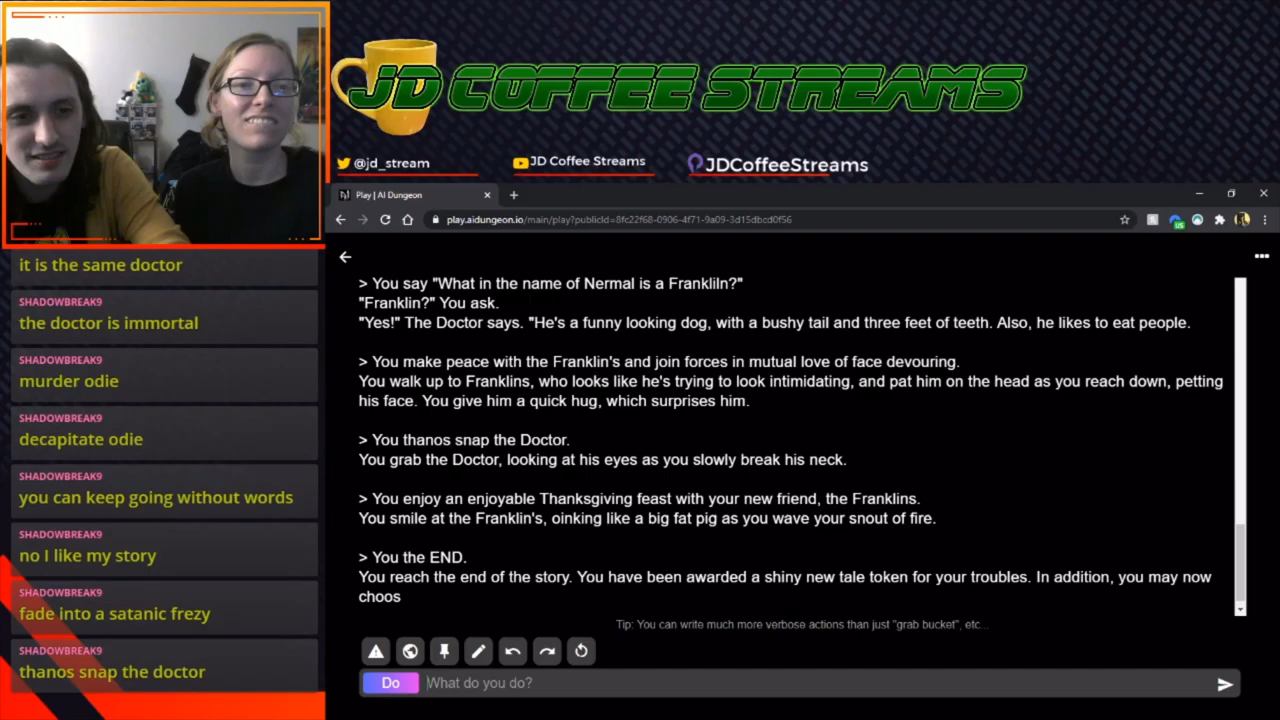 JD COFFEE STREAMS
@jd_stream
JD Coffee Streams
JDCoffeeStreams
Play | AI Dungeon
play.aidungeon.io/main/play?publicId=8fc22f68-0906-4f71-9a09-3d15dbcd0f56
it is the same doctor
SHADOWBREAK9
the doctor is immortal
SHADOWBREAK9
murder odie
SHADOWBREAK9
decapitate odie
SHADOWBREAK9
you can keep going without words
SHADOWBREAK9
no I like my story
SHADOWBREAK9
fade into a satanic frezy
SHADOWBREAK9
thanos snap the doctor
> You say "What in the name of Nermal is a Frankliln?"
"Franklin?" You ask.
"Yes!" The Doctor says. "He's a funny looking dog, with a bushy tail and three feet of teeth. Also, he likes to eat people.
> You make peace with the Franklin's and join forces in mutual love of face devouring.
You walk up to Franklins, who looks like he's trying to look intimidating, and pat him on the head as you reach down, petting
his face. You give him a quick hug, which surprises him.
> You thanos snap the Doctor.
You grab the Doctor, looking at his eyes as you slowly break his neck.
> You enjoy an enjoyable Thanksgiving feast with your new friend, the Franklins.
You smile at the Franklin's, oinking like a big fat pig as you wave your snout of fire.
> You the END.
You reach the end of the story. You have been awarded a shiny new tale token for your troubles. In addition, you may now
choos
Tip: You can write much more verbose actions than just "grab bucket", etc...
Do
What do you do?